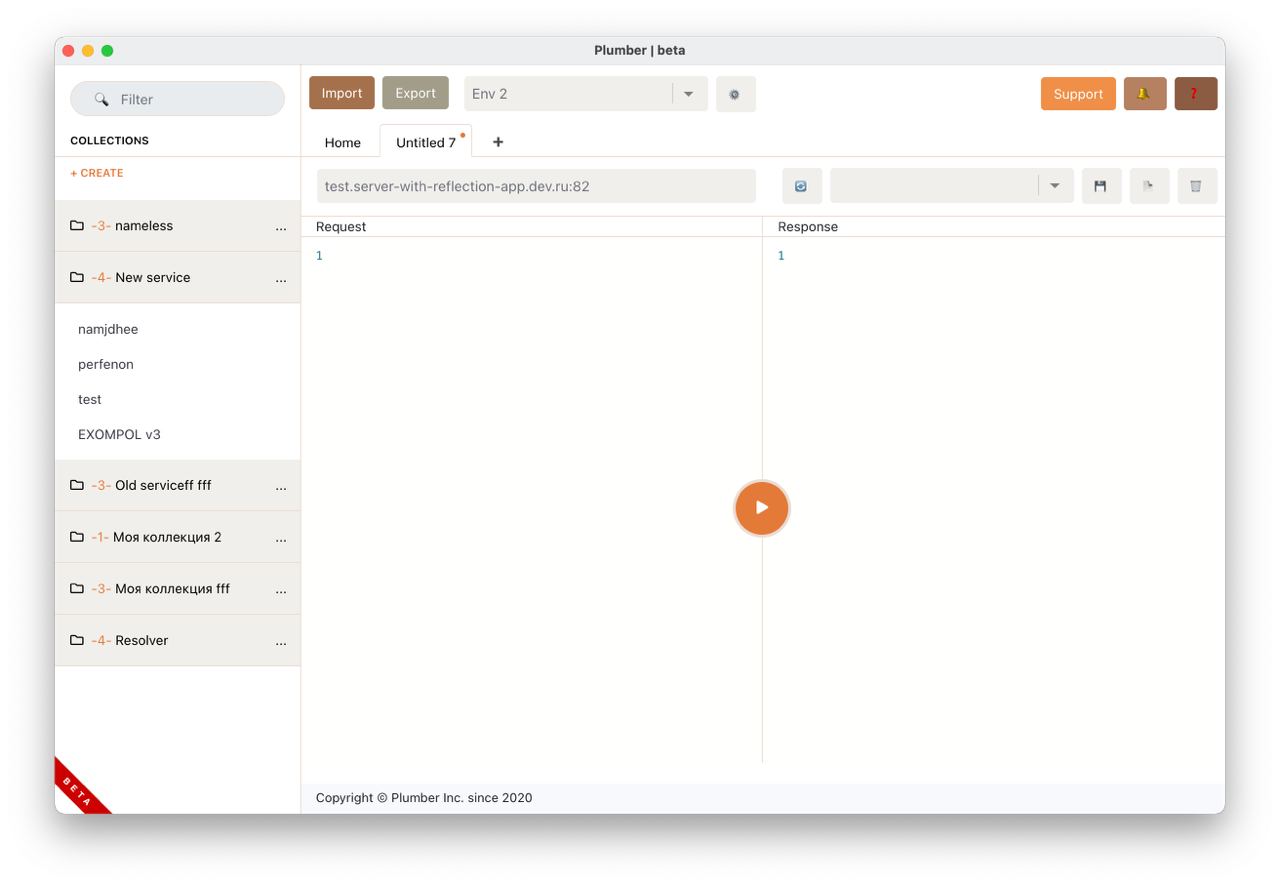 Plumber | beta
Filter
Import
Export
Env 2
Support
COLLECTIONS
Home
Untitled 7
+ CREATE
test.server-with-reflection-app.dev.ru:82
Request
Response
1
1
-3- nameless ...
-4- New service ...
namjdhee
perfenon
test
EXOMPOL v3
-3- Old serviceff fff ...
-1- Моя коллекция 2 ...
-3- Моя коллекция fff ...
-4- Resolver ...
BETA
Copyright © Plumber Inc. since 2020